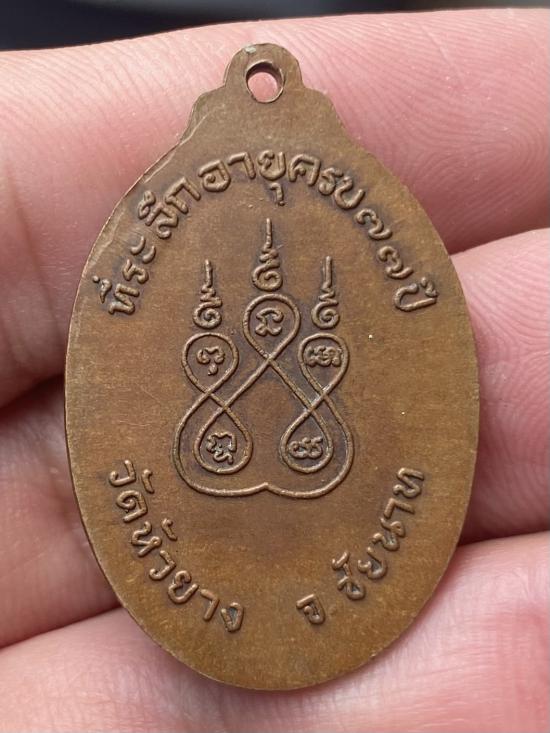 ที่ระลึกอายุครบ๗๗ปี
วัดหัวยาง จ.ชัยนาท